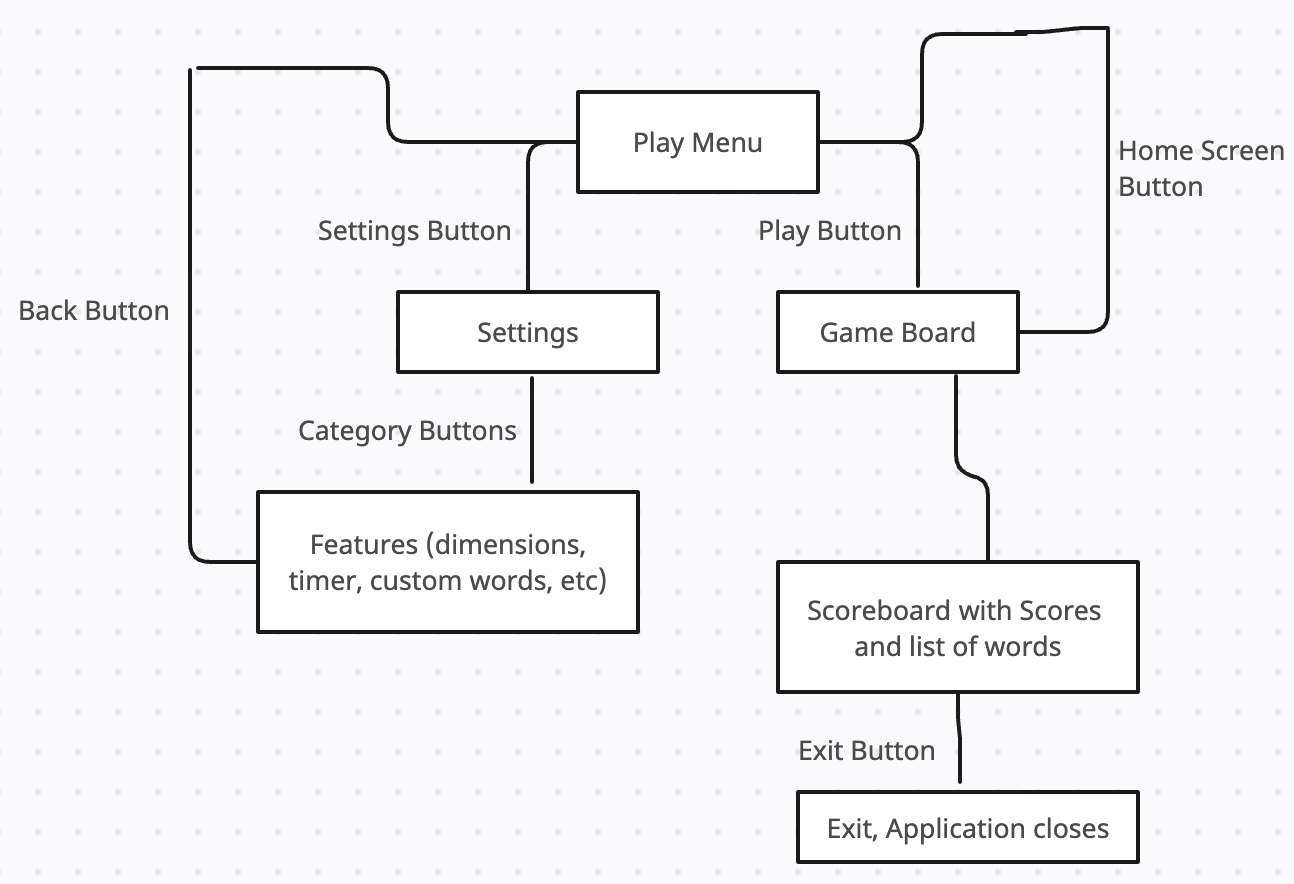 Play Menu
Home Screen
Button
Settings Button
Play Button
Back Button
Settings
Game Board
Category Buttons
Features (dimensions,
timer, custom words, etc)
Scoreboard with Scores
and list of words
Exit Button
Exit, Application closes